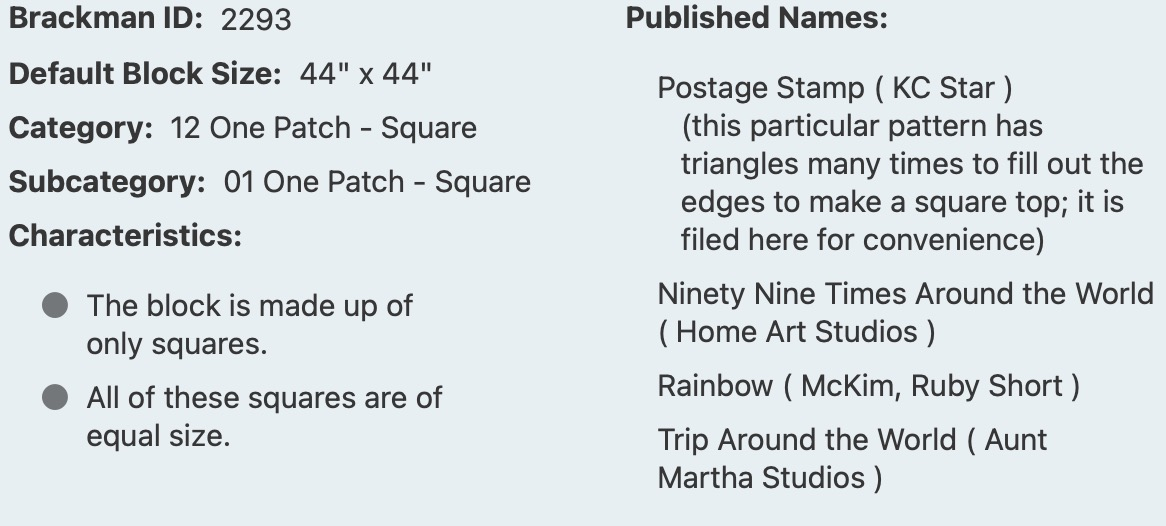 Brackman ID: 2293
Default Block Size: 44" x 44"
Category: 12 One Patch - Square
Subcategory: 01 One Patch - Square
Characteristics:
The block is made up of
only squares.
All of these squares are of
equal size.
Published Names:
Postage Stamp ( KC Star )
(this particular pattern has
triangles many times to fill out the
edges to make a square top; it is
filed here for convenience)
Ninety Nine Times Around the World
( Home Art Studios )
Rainbow ( McKim, Ruby Short )
Trip Around the World ( Aunt
Martha Studios )